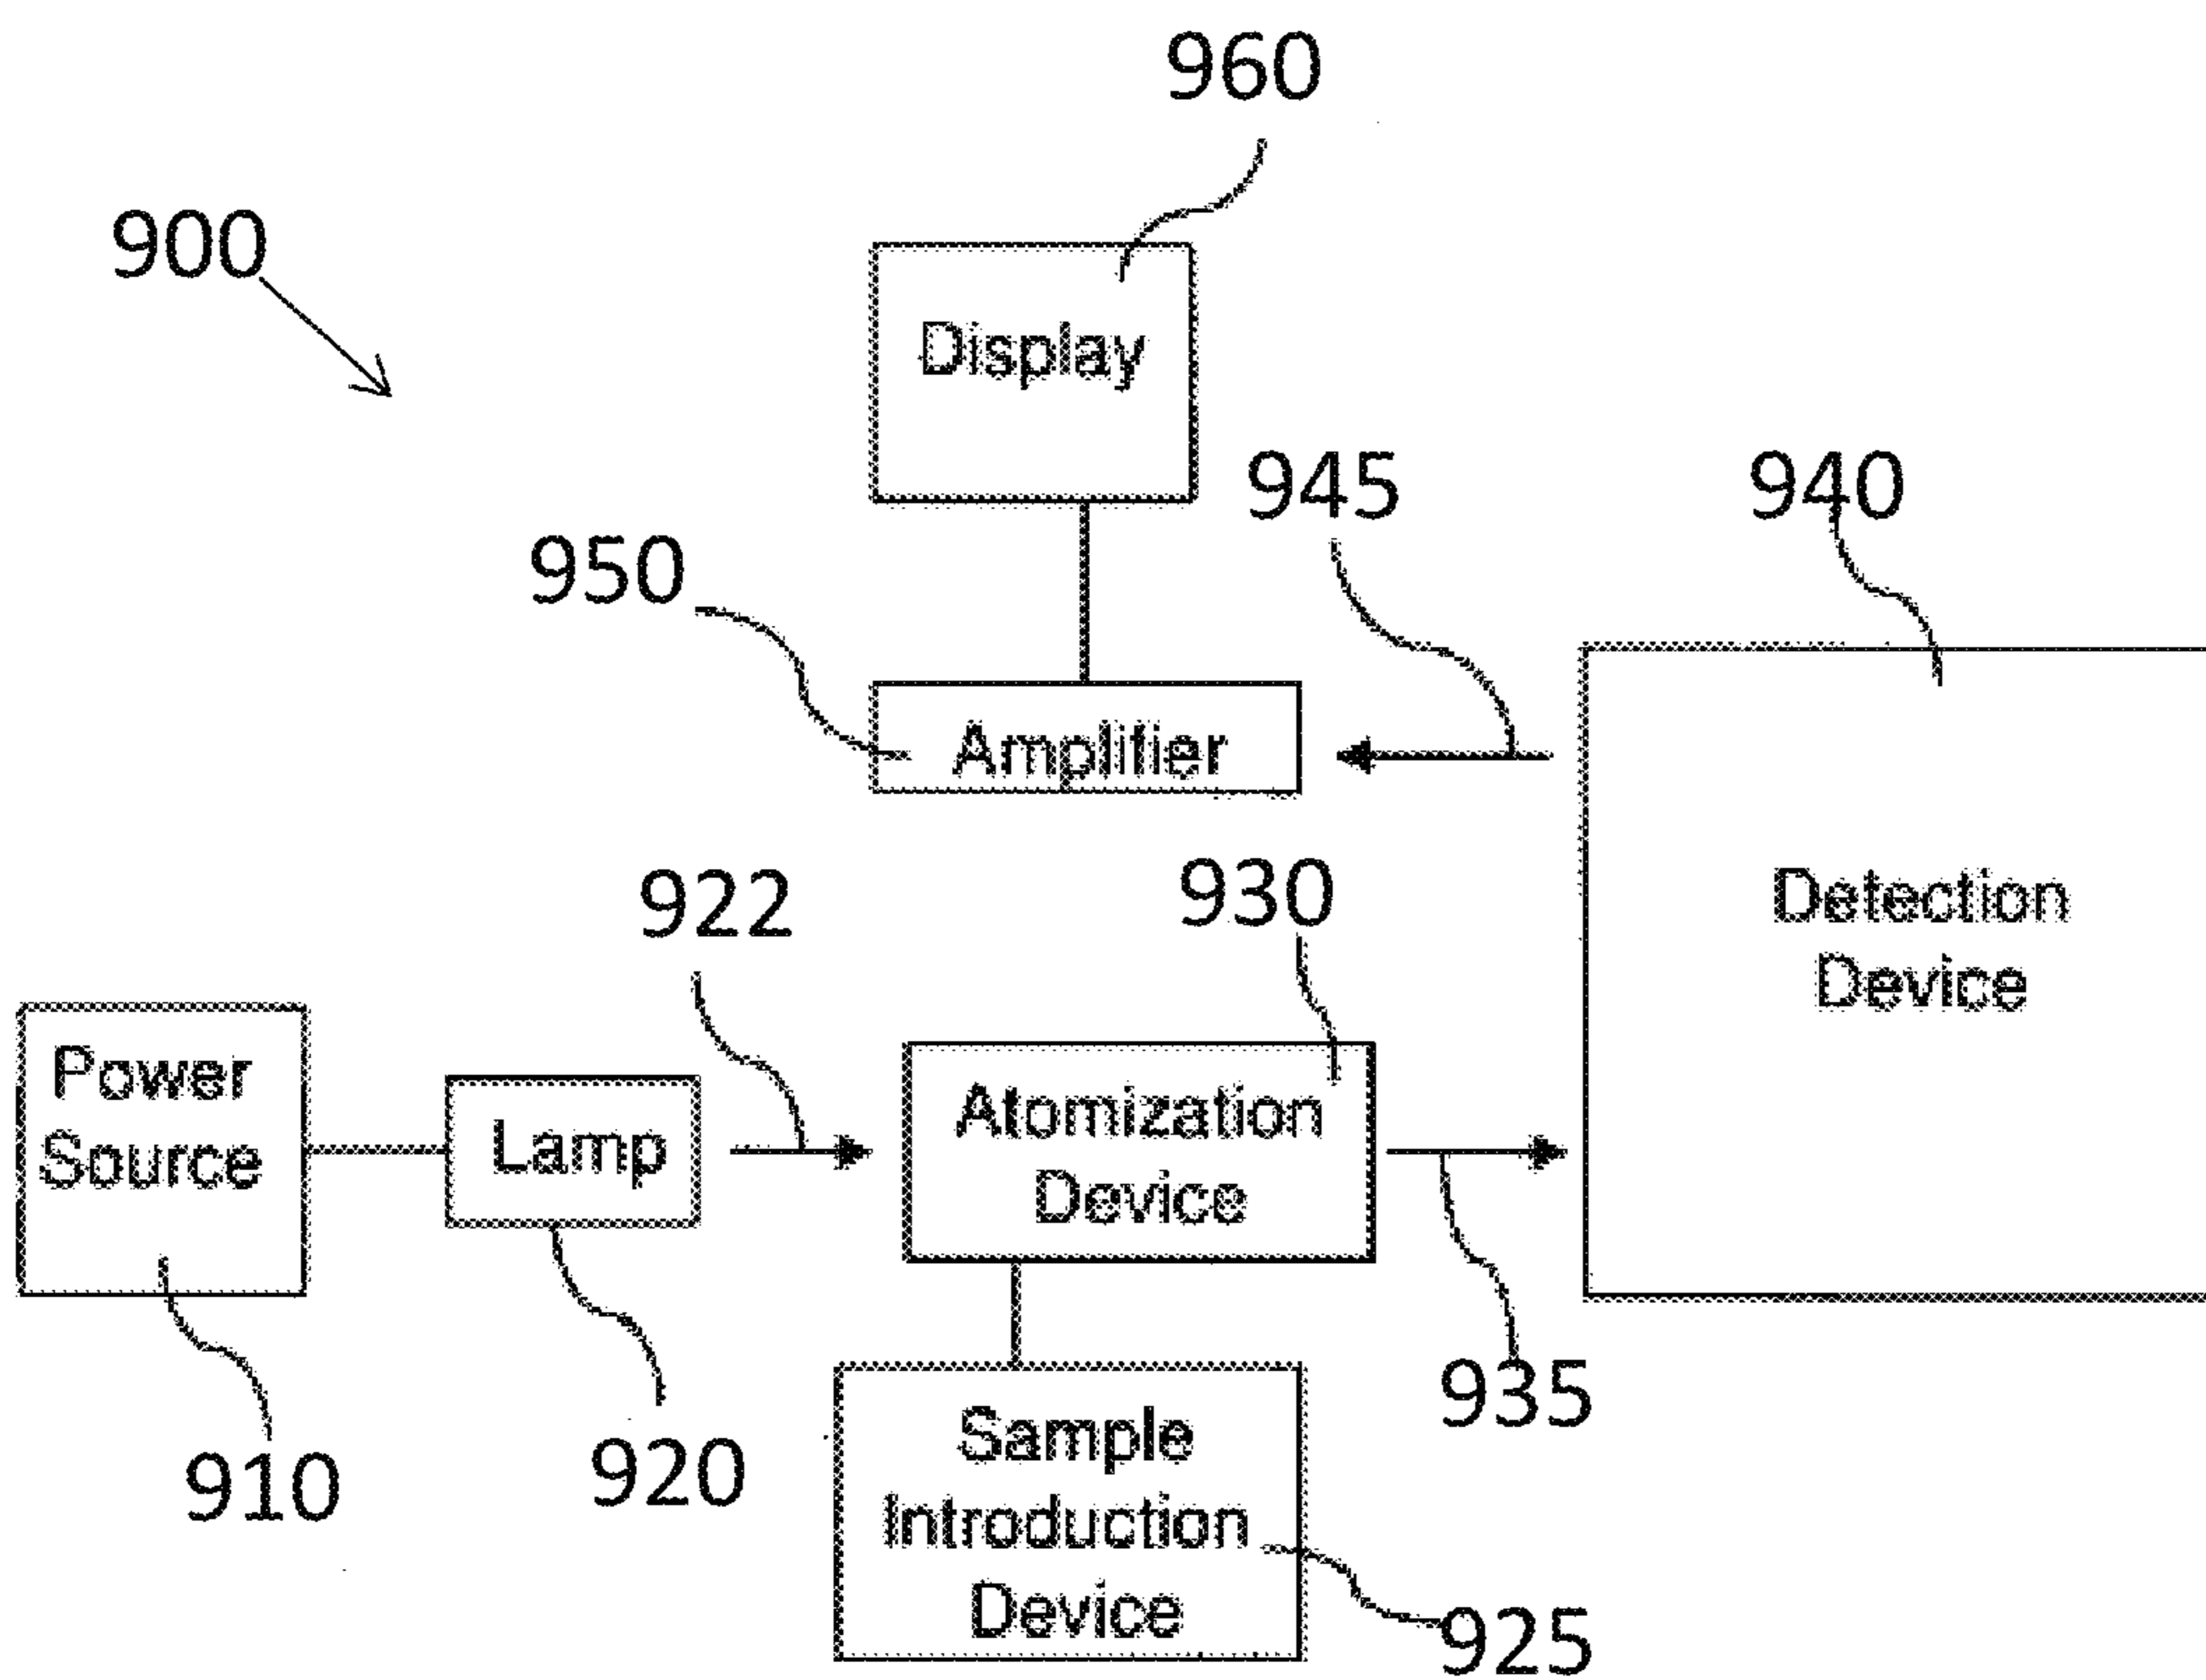 960
900
Display
945
940
950
Amplifier
922
930
Detection
Device
Power
Source
Lamp
Atomization
Device
935
910
920
Sample
Introduction
Device
925